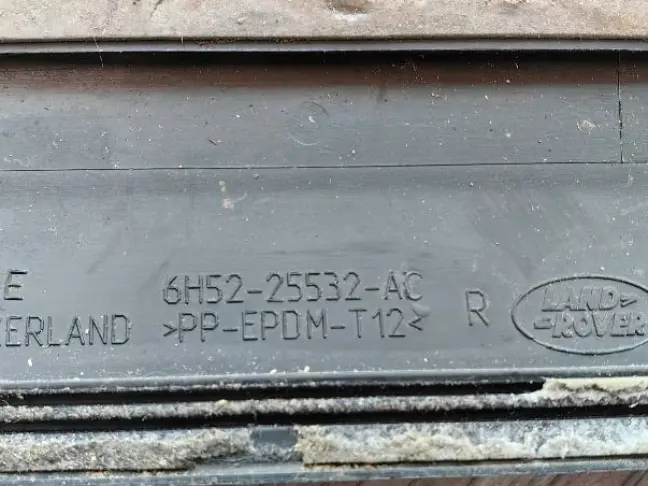 E
ERLAND
6H52-25532-AC
>PP-EPDM-T12<
R
LAND>
-ROVER